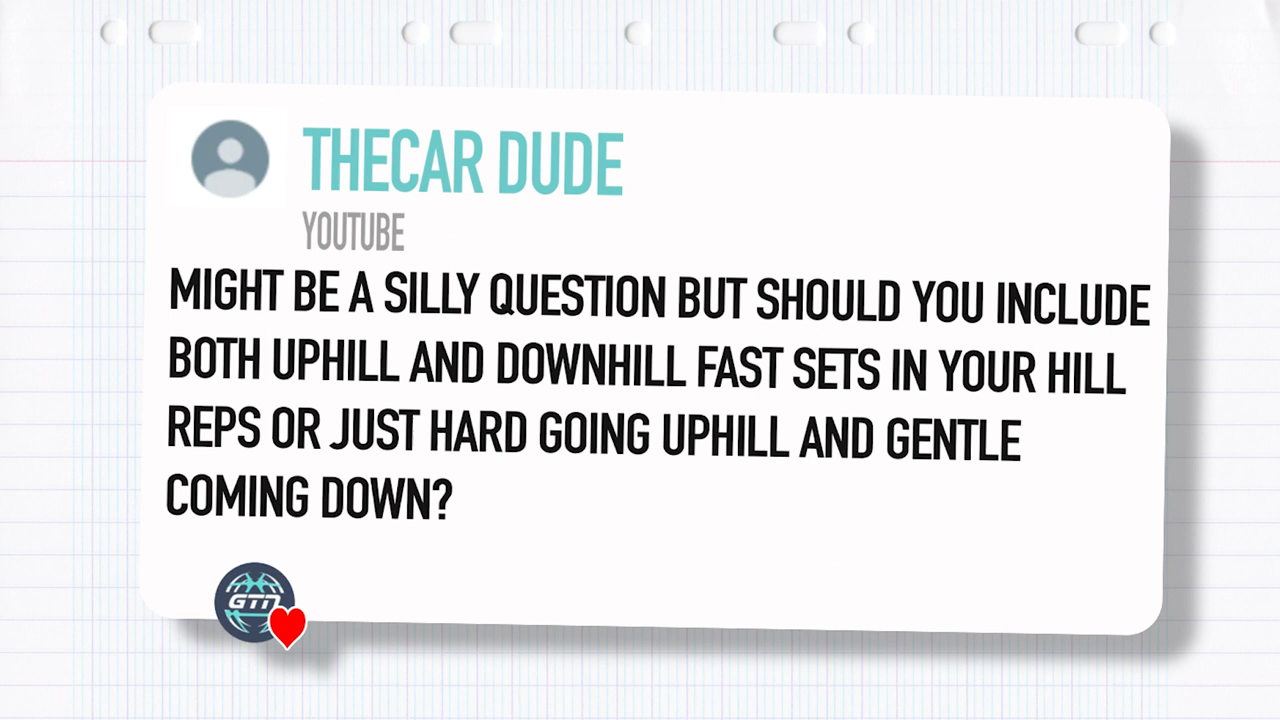 THECAR DUDE
YOUTUBE
MIGHT BE A SILLY QUESTION BUT SHOULD YOU INCLUDE
BOTH UPHILL AND DOWNHILL FAST SETS IN YOUR HILL
REPS OR JUST HARD GOING UPHILL AND GENTLE
COMING DOWN?
GTN